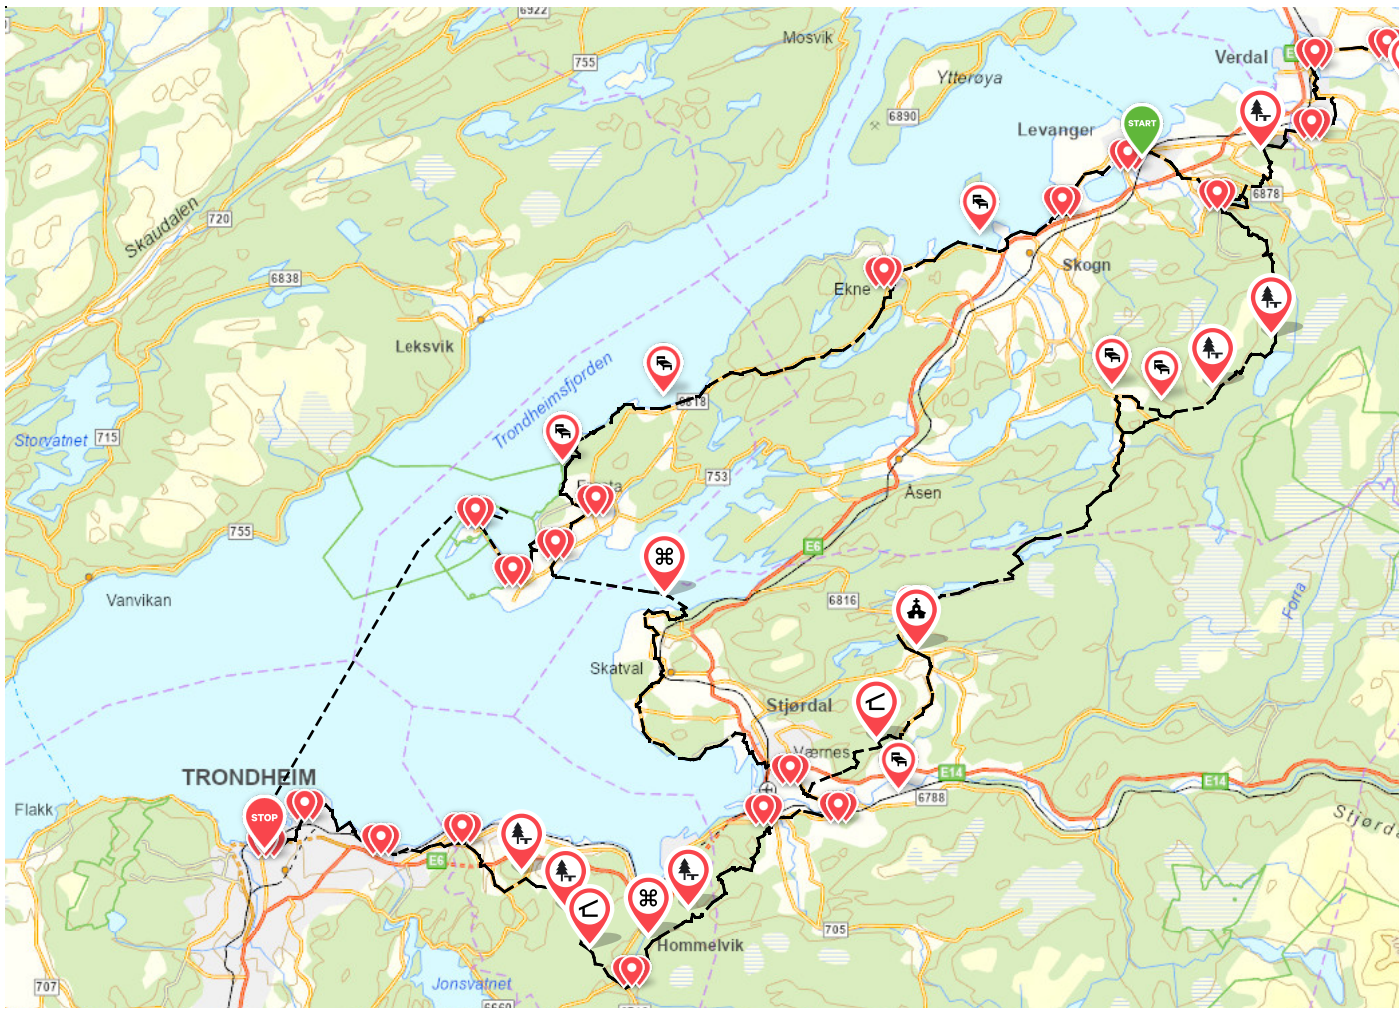 6922
Mosvik
755
Verdal
Ytterøya
6890
START
Levanger
6878
Skaudalen
720
Skogn
6838
Ekne
Leksvik
Trondheimsfjorden
6818
Storvatnet
715
753
Åsen
755
E6
Vanvikan
6816
Forra
Skatval
Stjørdal
Værnes
TRONDHEIM
E14
E14
Flakk
6788
STOP
E6
705
Hommelvik
Jonsvatnet
707